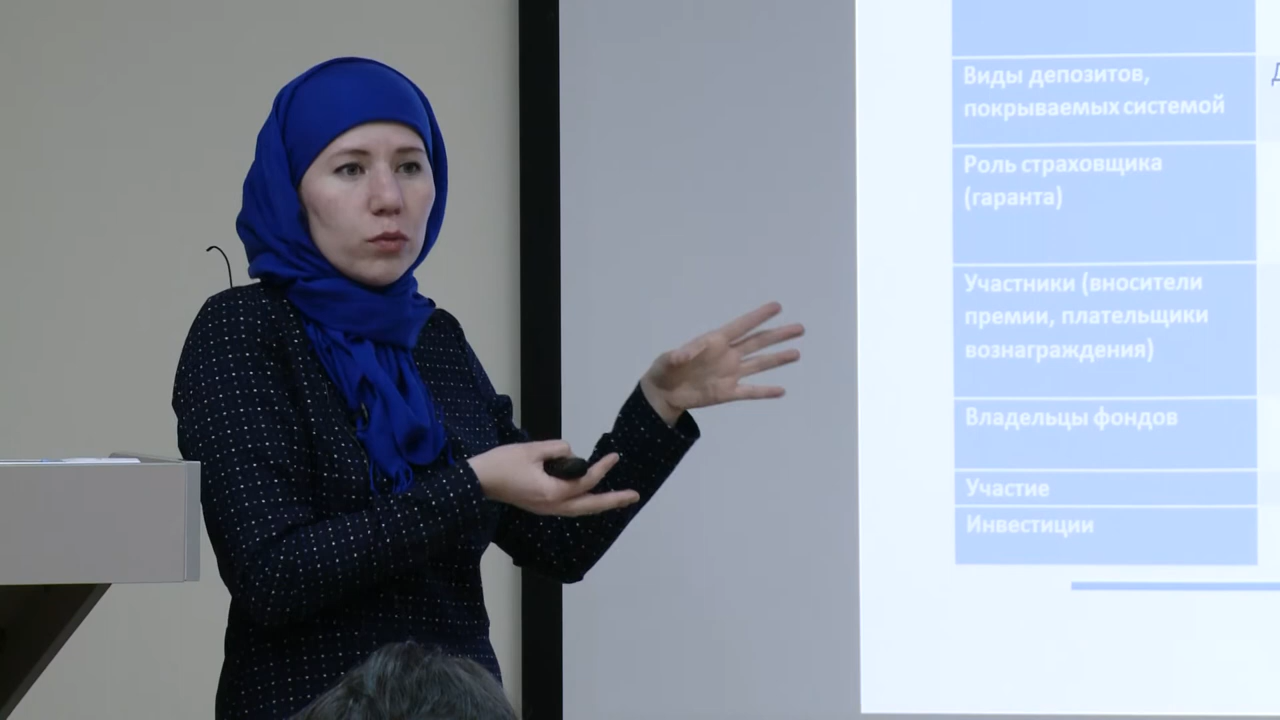 Виды депозитов,
покрываемых системой
Роль страховщика
(гаранта)
Участники (вносители
премии, плательщики
вознаграждения)
Владельцы фондов
Участие
Инвестиции